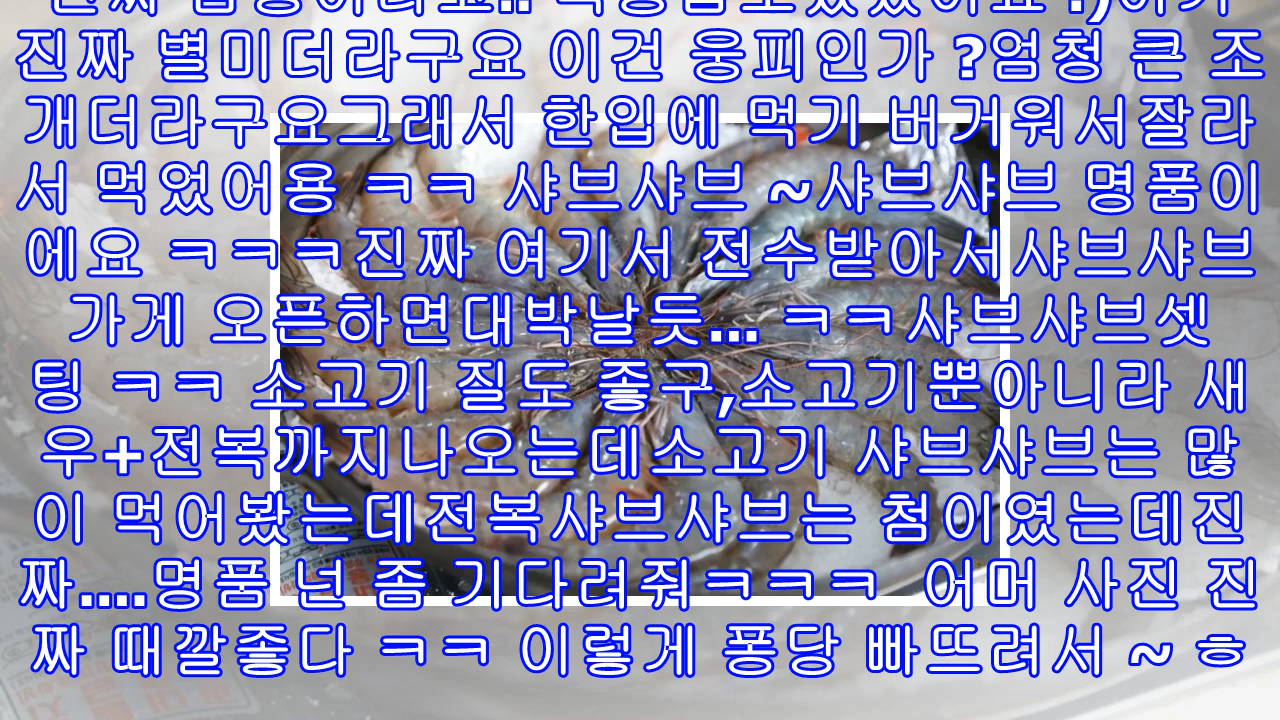 진짜 별미더라구요 이건 웅피인가 ?엄청 큰 조
개더라구요그래서 한입에 먹기 버거워서잘라
서 먹었어용 ㅋㅋ 샤브샤브 ~샤브샤브 명품이
에요 ㅋㅋㅋ진짜 여기서 전수받아서샤브샤브
가게 오픈하면대박날듯... ㅋㅋ샤브샤브셋
팅 ㅋㅋ 소고기 질도 좋구,소고기뿐아니라 새
우+전복까지나오는데소고기 샤브샤브는 많
이 먹어봤는데전복샤브샤브는 첨이였는데진
짜....명품 넌 좀 기다려줘ㅋㅋㅋ 어머 사진 진
짜 때깔좋다 ㅋㅋ 이렇게 퐁당 빠뜨려서 ~ ㅎ